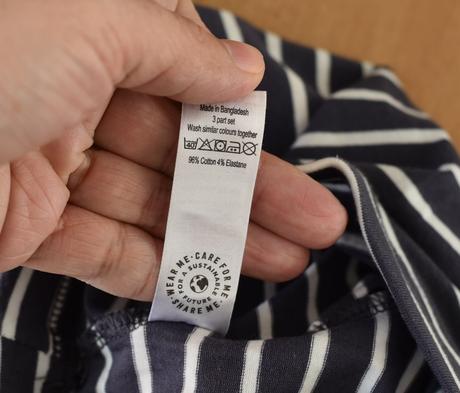 Made in Bangladesh
3 part set
Wash similar colours together
40
96% Cotton 4% Elastane
WEAR ME · CARE FOR ME · SHARE ME ·
FOR A SUSTAINABLE FUTURE